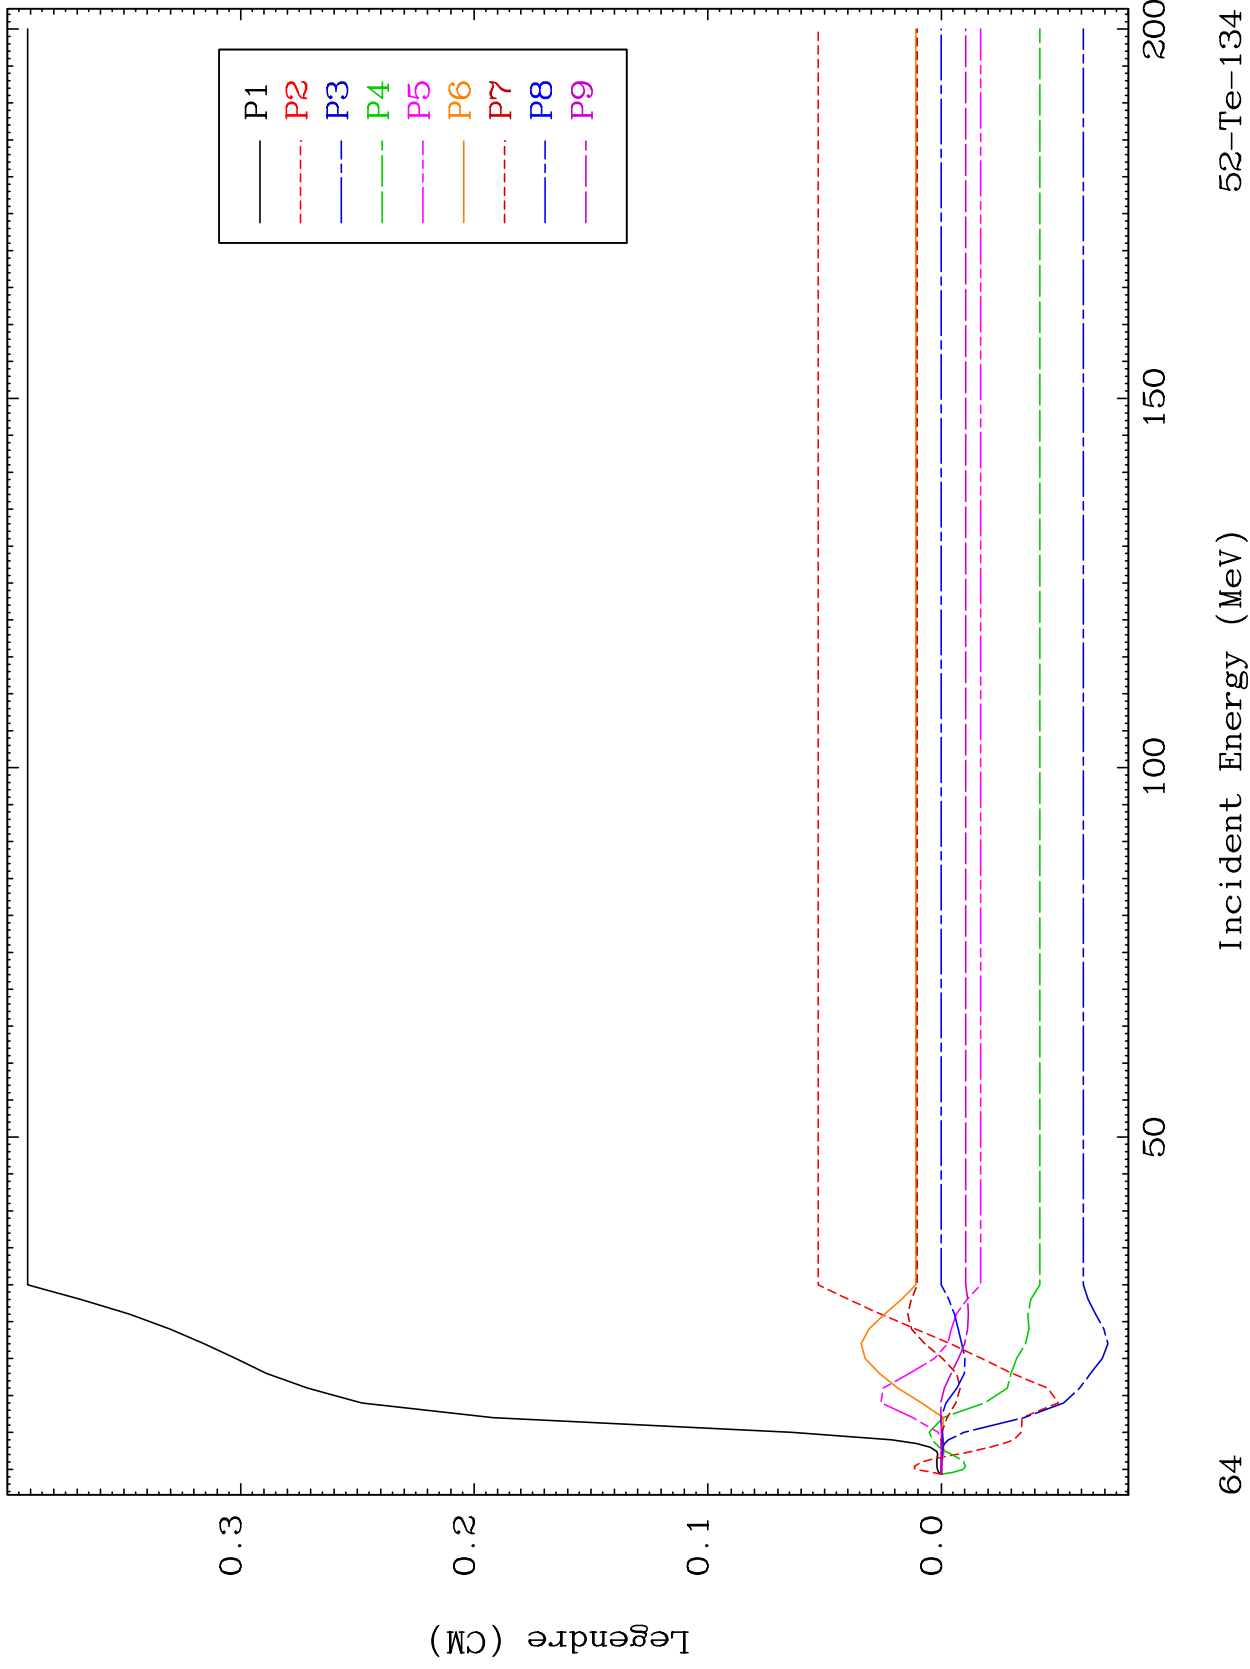 P1
P2
P3
P4
P5
P6
P7
P8
P9
0.3
0.2
0.1
0.0
Legendre (CM)
50
100
150
200
Incident Energy (MeV)
64
52-Te-134